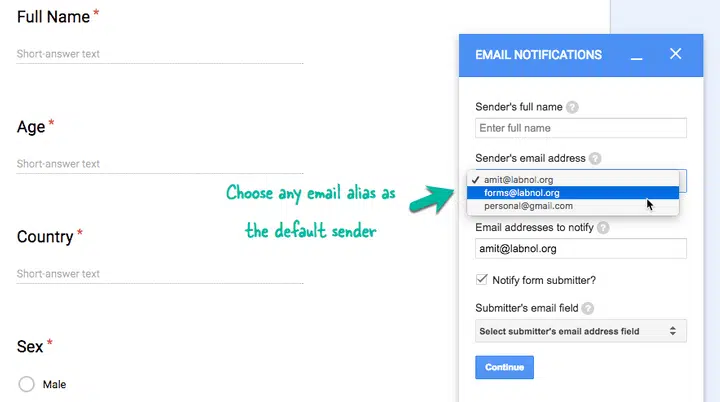 Full Name *
Short-answer text
Age *
Short-answer text
Country *
Short-answer text
Sex *
Male
Choose any email alias as
the default sender
EMAIL NOTIFICATIONS
Sender's full name ?
Enter full name
Sender's email address ?
✓ amit@labnol.org
forms@labnol.org
personal@gmail.com
Email addresses to notify ?
amit@labnol.org
Notify form submitter?
Submitter's email field ?
Select submitter's email address field
Continue